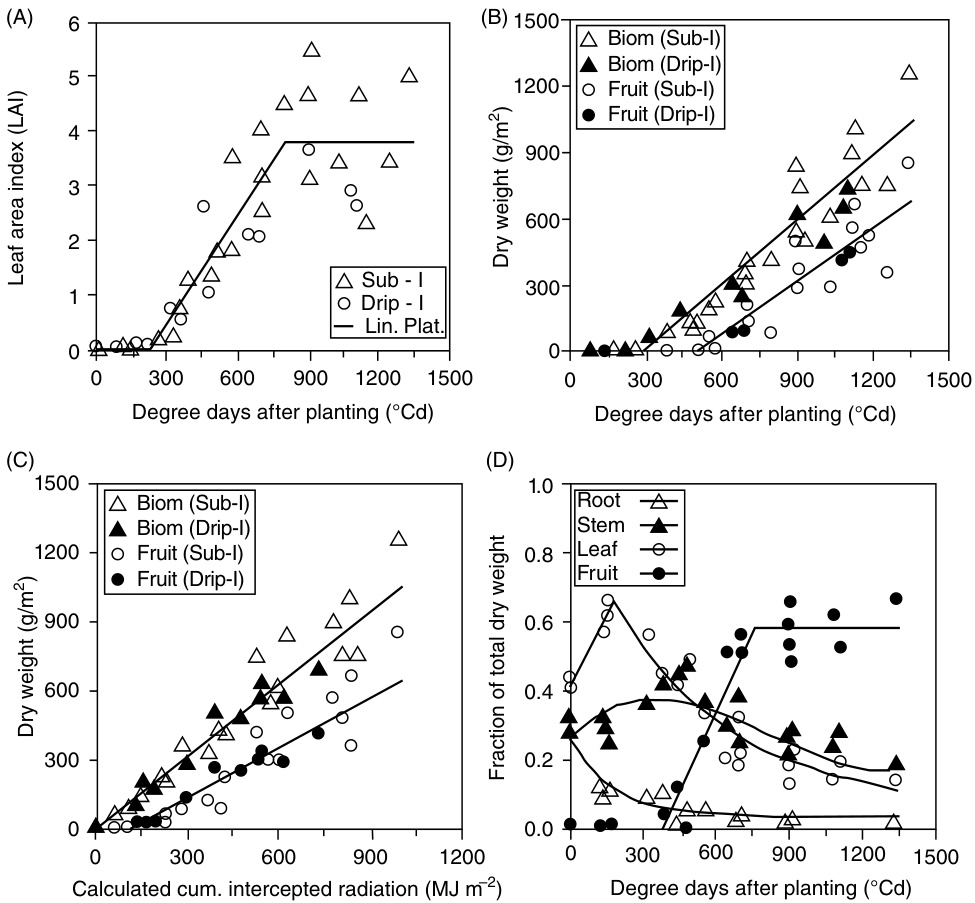 (A)
Leaf area index (LAI)
6
5
4
3
2
1
0
0 300 600 900 1200 1500
Degree days after planting (°Cd)
Sub - I
Drip - I
Lin. Plat.
(B)
Dry weight (g/m²)
1500
1200
900
600
300
0
0 300 600 900 1200 1500
Degree days after planting (°Cd)
Biom (Sub-I)
Biom (Drip-I)
Fruit (Sub-I)
Fruit (Drip-I)
(C)
Dry weight (g/m²)
1500
1200
900
600
300
0
0 300 600 900 1200
Calculated cum. intercepted radiation (MJ m⁻²)
Biom (Sub-I)
Biom (Drip-I)
Fruit (Sub-I)
Fruit (Drip-I)
(D)
Fraction of total dry weight
1.0
0.8
0.6
0.4
0.2
0.0
0 300 600 900 1200 1500
Degree days after planting (°Cd)
Root
Stem
Leaf
Fruit